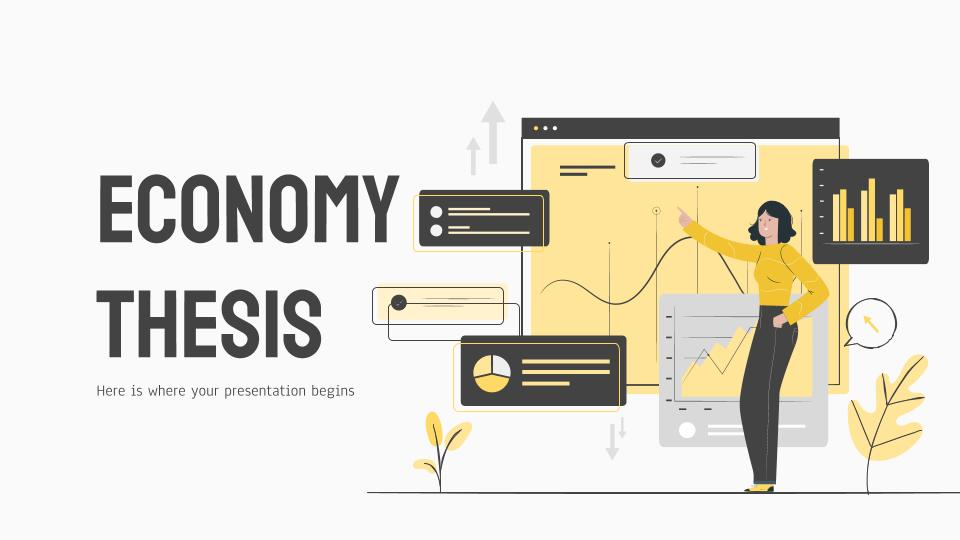 ECONOMY
THESIS
Here is where your presentation begins